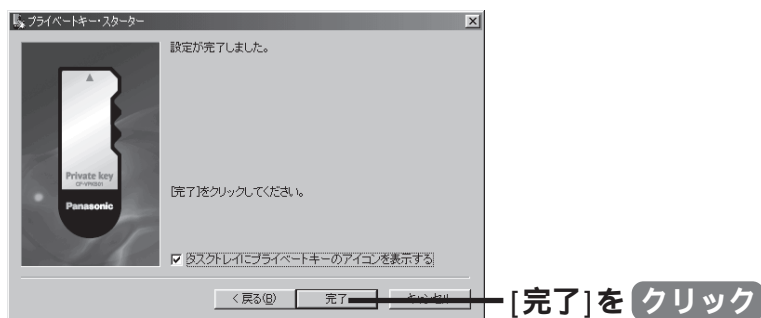 プライベートキー・スターター
設定が完了しました。
Private key
CP-VPK801
Panasonic
[完了]をクリックしてください。
タスクトレイにプライベートキーのアイコンを表示する
< 戻る(B)
完了
キャンセル
[完了]を クリック